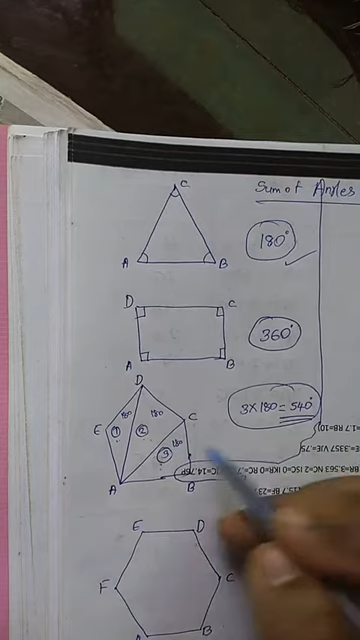 Sum of Angles
C
180°
A B
D C
360°
A B
D
180 180 C
E 1 2 180
3
3 X 180 = 540°
A B
E D
F C
A B